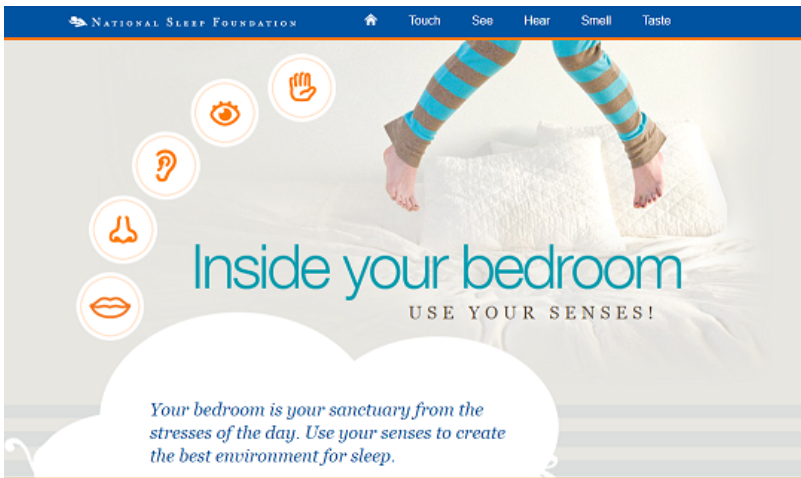 NATIONAL SLEEP FOUNDATION
Touch See Hear Smell Taste
Inside your bedroom
USE YOUR SENSES!
Your bedroom is your sanctuary from the
stresses of the day. Use your senses to create
the best environment for sleep.